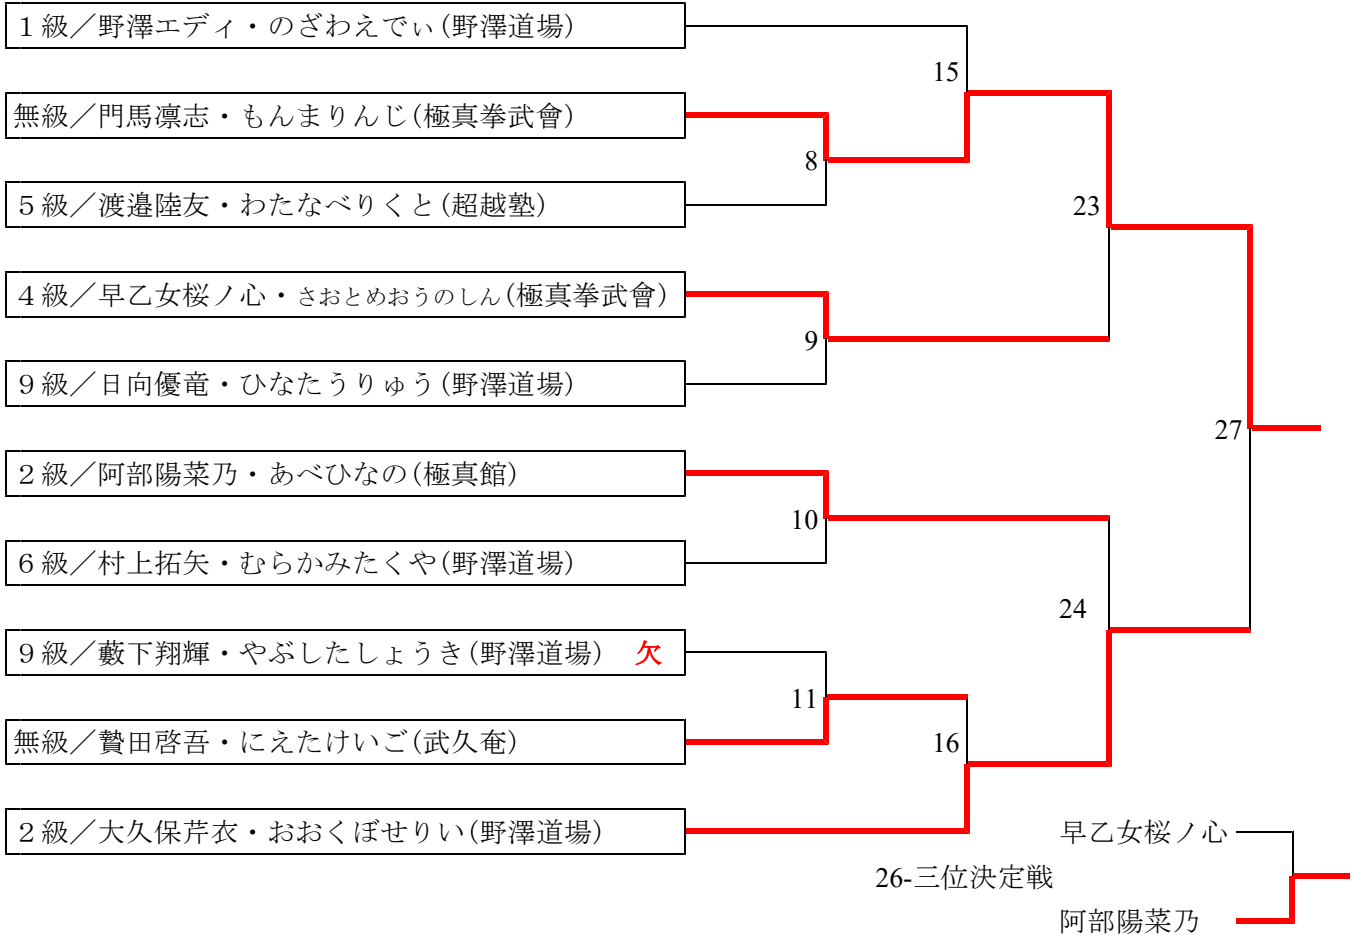 １級／野澤エディ・のざわえでぃ(野澤道場)
15
無級／門馬凛志・もんまりんじ(極真拳武會)
8
５級／渡邉陸友・わたなべりくと(超越塾)
23
４級／早乙女桜ノ心・さおとめおうのしん(極真拳武會)
9
９級／日向優竜・ひなたうりゅう(野澤道場)
27
２級／阿部陽菜乃・あべひなの(極真館)
10
６級／村上拓矢・むらかみたくや(野澤道場)
24
９級／藪下翔輝・やぶしたしょうき(野澤道場) 欠
11
無級／贄田啓吾・にえたけいご(武久奄)
16
２級／大久保芹衣・おおくぼせりい(野澤道場)
早乙女桜ノ心
26-三位決定戦
阿部陽菜乃